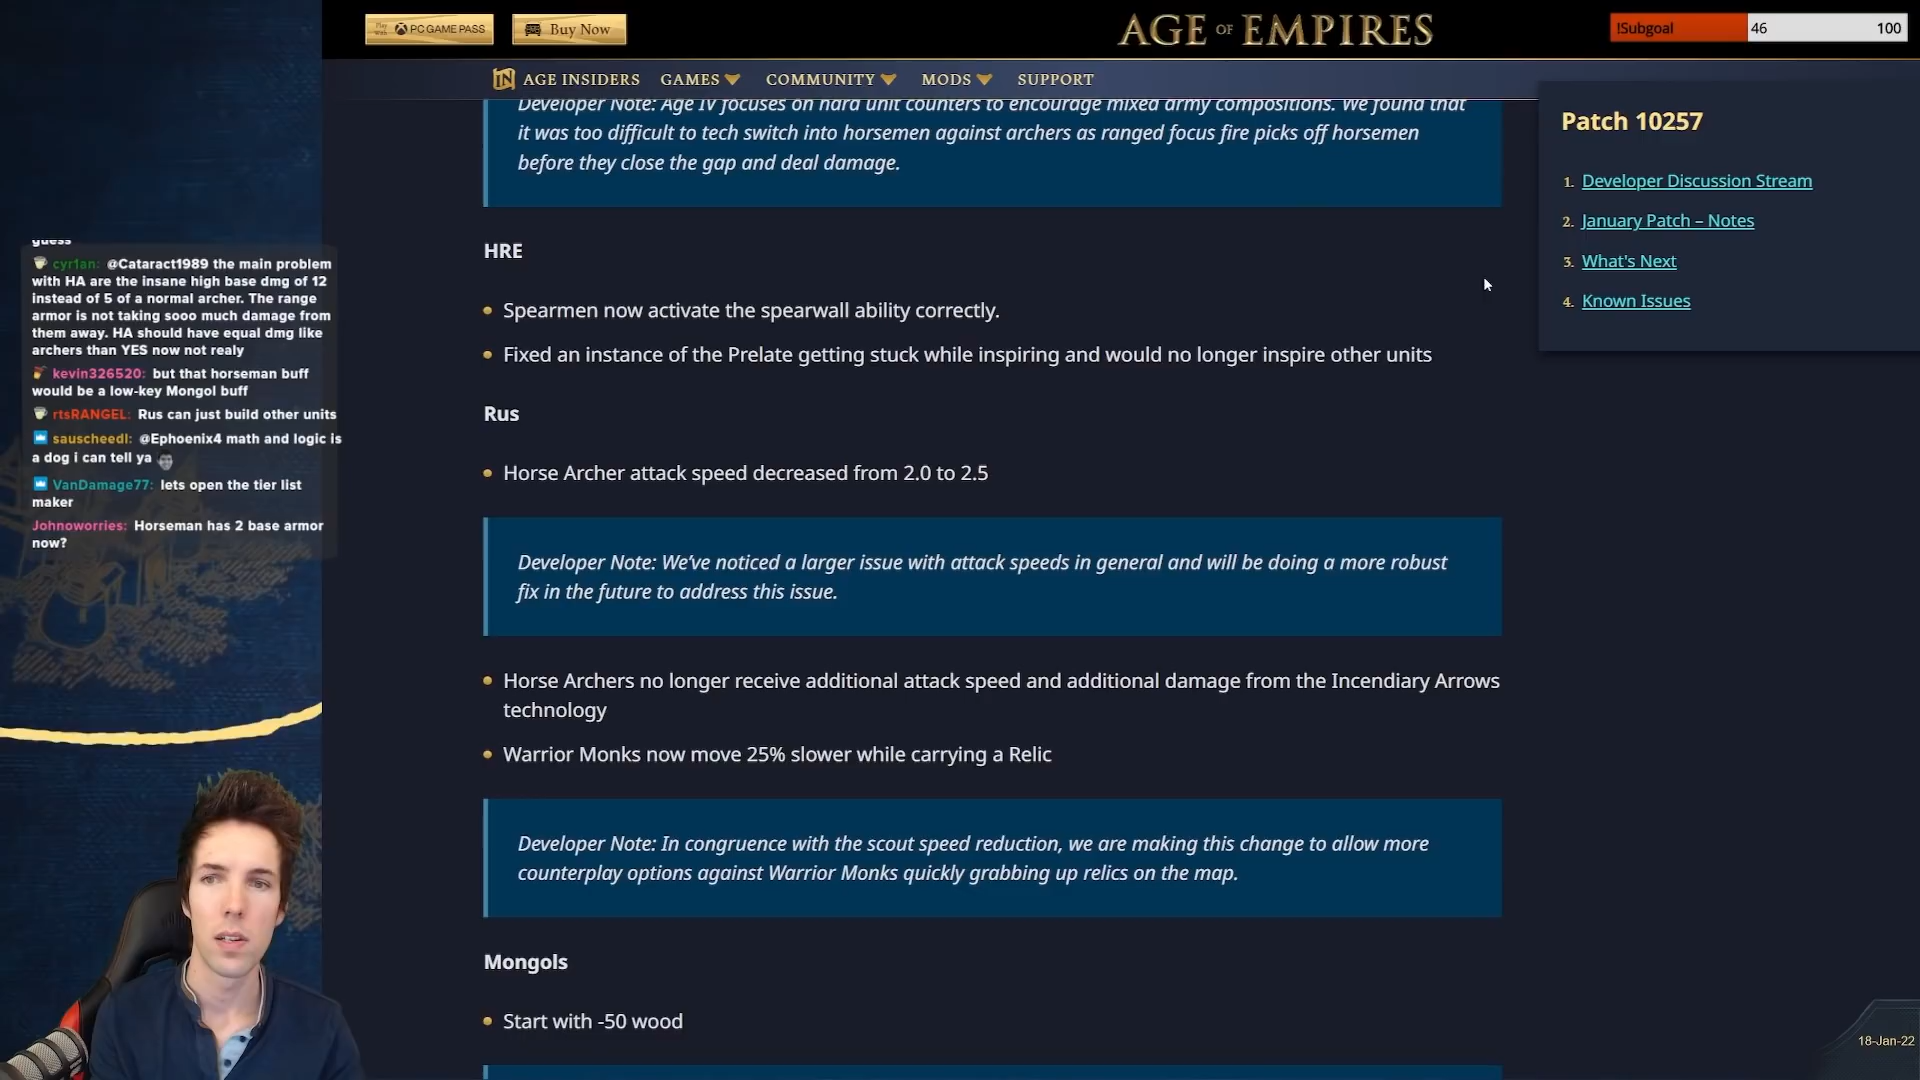 Play with PC GAME PASS
Buy Now
AGE OF EMPIRES
!Subgoal 46 100
AGE INSIDERS GAMES COMMUNITY MODS SUPPORT
Developer Note: Age IV focuses on hard unit counters to encourage mixed army compositions. We found that
it was too difficult to tech switch into horsemen against archers as ranged focus fire picks off horsemen
before they close the gap and deal damage.
HRE
Spearmen now activate the spearwall ability correctly.
Fixed an instance of the Prelate getting stuck while inspiring and would no longer inspire other units
Rus
Horse Archer attack speed decreased from 2.0 to 2.5
Developer Note: We've noticed a larger issue with attack speeds in general and will be doing a more robust
fix in the future to address this issue.
Horse Archers no longer receive additional attack speed and additional damage from the Incendiary Arrows
technology
Warrior Monks now move 25% slower while carrying a Relic
Developer Note: In congruence with the scout speed reduction, we are making this change to allow more
counterplay options against Warrior Monks quickly grabbing up relics on the map.
Mongols
Start with -50 wood
Patch 10257
1. Developer Discussion Stream
2. January Patch – Notes
3. What's Next
4. Known Issues
guess
cyr1an: @Cataract1989 the main problem
with HA are the insane high base dmg of 12
instead of 5 of a normal archer. The range
armor is not taking sooo much damage from
them away. HA should have equal dmg like
archers than YES now not realy
kevin326520: but that horseman buff
would be a low-key Mongol buff
rtsRANGEL: Rus can just build other units
sauscheedl: @Ephoenix4 math and logic is
a dog i can tell ya
VanDamage77: lets open the tier list
maker
Johnoworries: Horseman has 2 base armor
now?
18-Jan-22